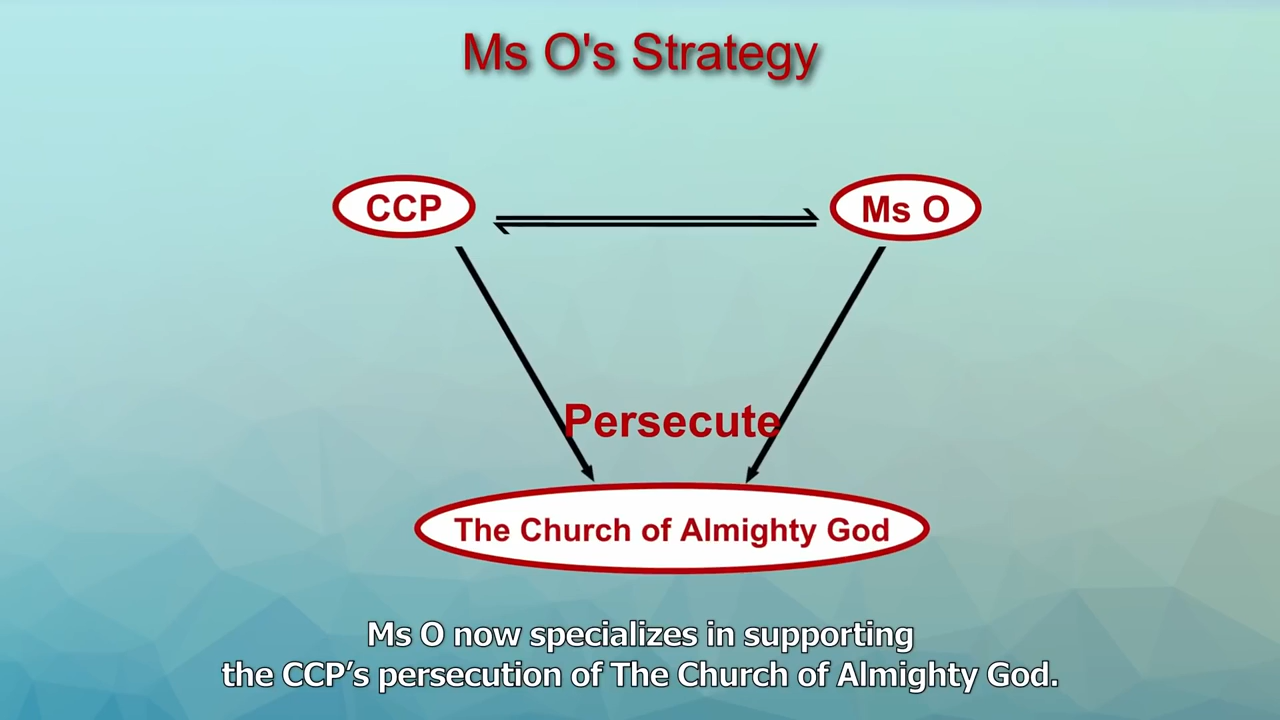 Ms O's Strategy
CCP
Ms O
Persecute
The Church of Almighty God
Ms O now specializes in supporting
the CCP’s persecution of The Church of Almighty God.